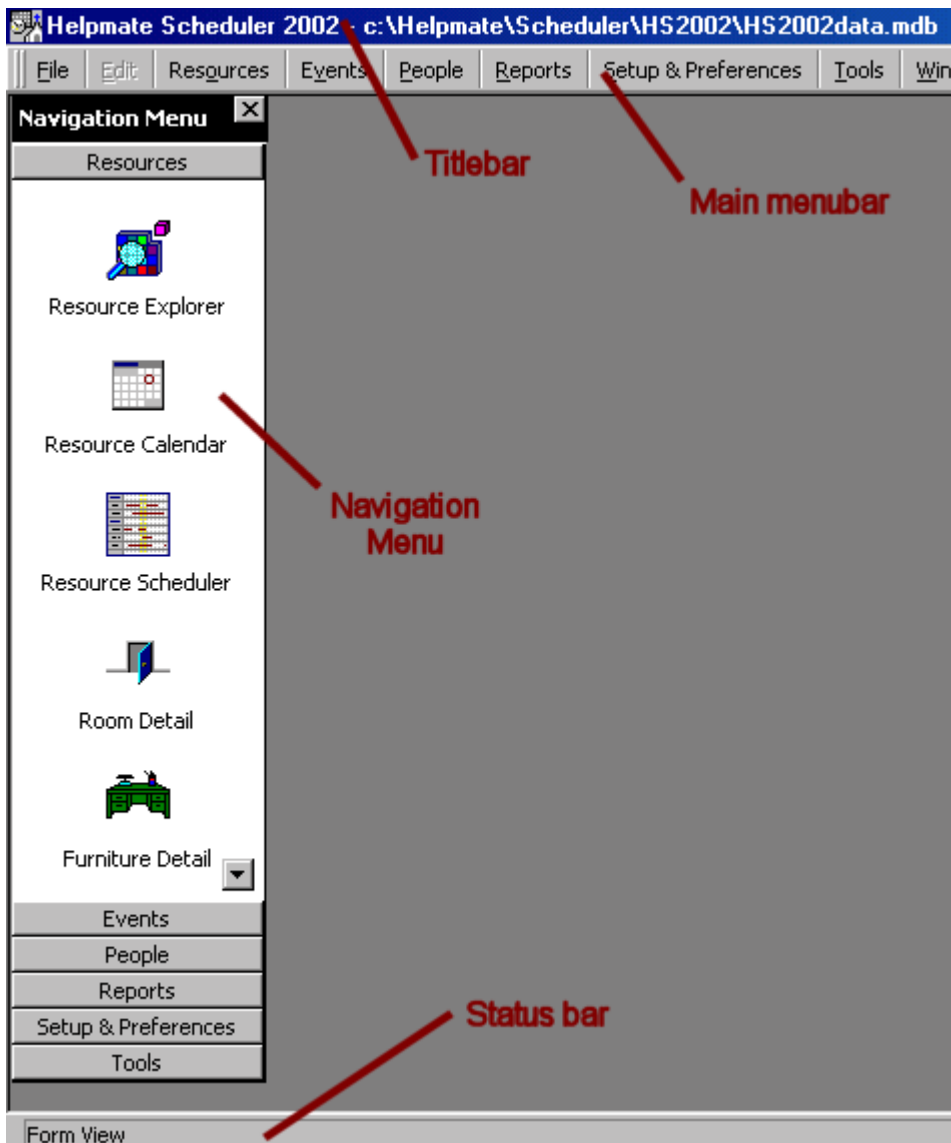 Helpmate Scheduler 2002 - c:\Helpmate\Scheduler\HS2002\HS2002data.mdb
File Edit Resources Events People Reports Setup & Preferences Tools Win
Navigation Menu
Resources
Titlebar
Main menubar
Resource Explorer
Resource Calendar
Navigation
Menu
Resource Scheduler
Room Detail
Furniture Detail
Events
People
Reports
Setup & Preferences
Tools
Status bar
Form View